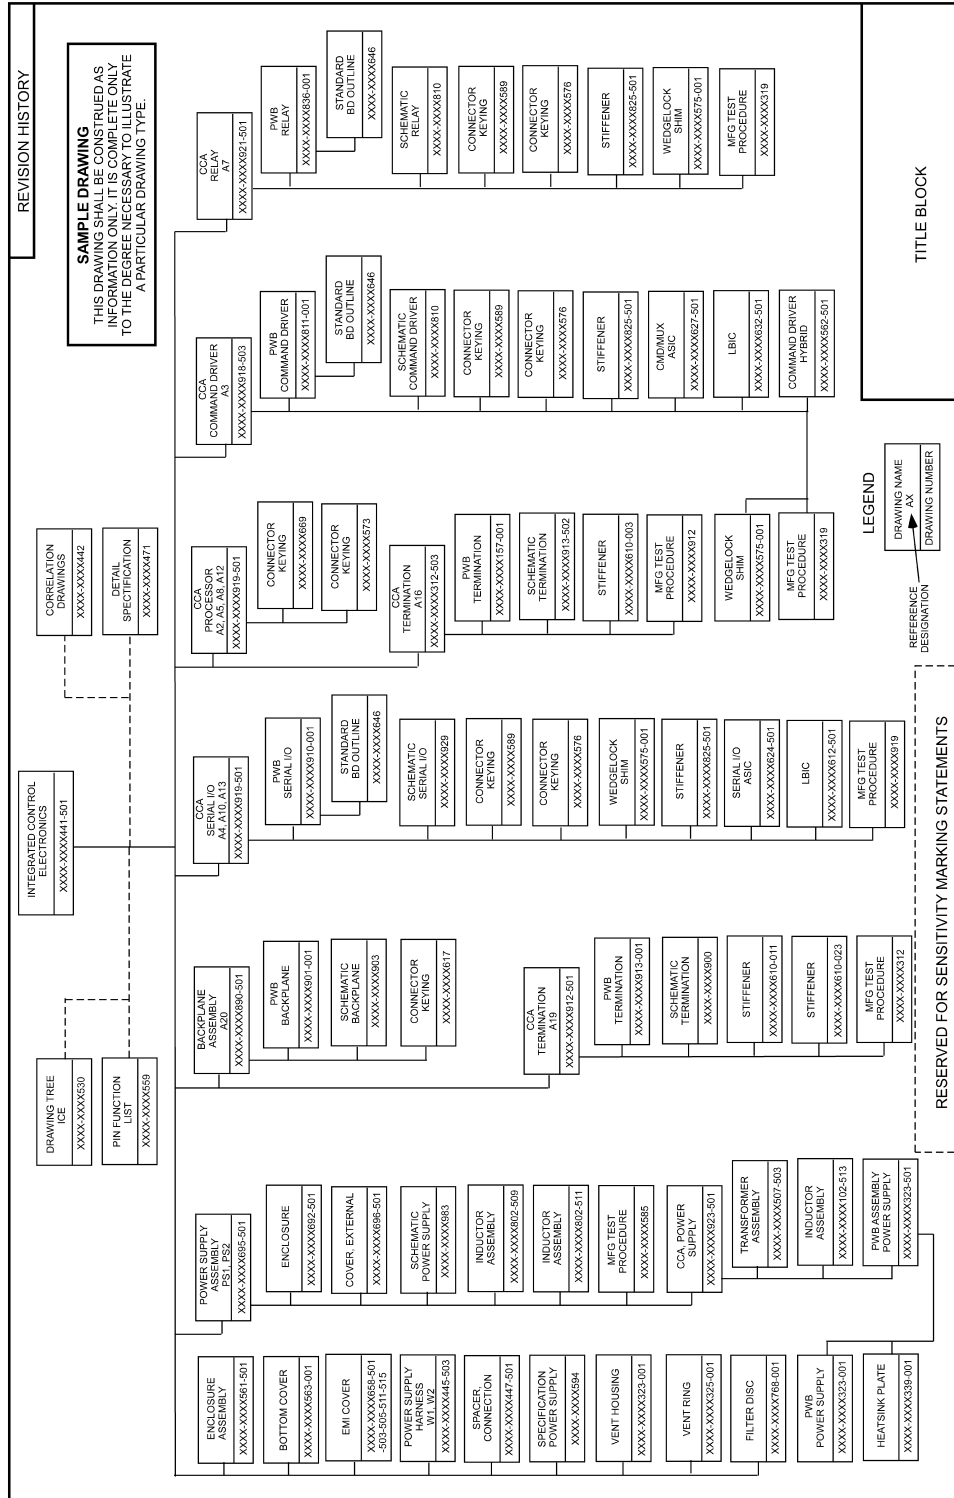 REVISION HISTORY
SAMPLE DRAWING
THIS DRAWING SHALL BE CONSTRUED AS
INFORMATION ONLY. IT IS COMPLETE ONLY
TO THE DEGREE NECESSARY TO ILLUSTRATE
A PARTICULAR DRAWING TYPE.
INTEGRATED CONTROL
ELECTRONICS
XXXX-XXXX441-501
DRAWING TREE
ICE
XXXX-XXXX530
PIN FUNCTION
LIST
XXXX-XXXX559
CORRELATION
DRAWINGS
XXXX-XXXX442
DETAIL
SPECIFICATION
XXXX-XXXX471
ENCLOSURE
ASSEMBLY
XXXX-XXXX561-501
BOTTOM COVER
XXXX-XXXX563-001
EMI COVER
XXXX-XXXX658-501
-503-505-511-515
POWER SUPPLY
HARNESS
W1, W2
XXXX-XXXX445-503
SPACER,
CONNECTION
XXXX-XXXX447-501
SPECIFICATION
POWER SUPPLY
XXXX-XXXX594
VENT HOUSING
XXXX-XXXX323-001
VENT RING
XXXX-XXXX325-001
FILTER DISC
XXXX-XXXX768-001
PWB
POWER SUPPLY
XXXX-XXXX323-001
HEATSINK PLATE
XXXX-XXXX339-001
POWER SUPPLY
ASSEMBLY
PS1, PS2
XXXX-XXXX695-501
ENCLOSURE
XXXX-XXXX692-501
COVER, EXTERNAL
XXXX-XXXX696-501
SCHEMATIC
POWER SUPPLY
XXXX-XXXX983
INDUCTOR
ASSEMBLY
XXXX-XXXX802-509
INDUCTOR
ASSEMBLY
XXXX-XXXX802-511
MFG TEST
PROCEDURE
XXXX-XXXX585
CCA, POWER
SUPPLY
XXXX-XXXX923-501
TRANSFORMER
ASSEMBLY
XXXX-XXXX507-503
INDUCTOR
ASSEMBLY
XXXX-XXXX102-513
PWB ASSEMBLY
POWER SUPPLY
XXXX-XXXX323-501
BACKPLANE
ASSEMBLY
A20
XXXX-XXXX890-501
PWB
BACKPLANE
XXXX-XXXX901-001
SCHEMATIC
BACKPLANE
XXXX-XXXX903
CONNECTOR
KEYING
XXXX-XXXX617
CCA
TERMINATION
A19
XXXX-XXXX912-501
PWB
TERMINATION
XXXX-XXXX913-001
SCHEMATIC
TERMINATION
XXXX-XXXX900
STIFFENER
XXXX-XXXX610-011
STIFFENER
XXXX-XXXX610-023
MFG TEST
PROCEDURE
XXXX-XXXX312
CCA
SERIAL I/O
A4, A10, A13
XXXX-XXXX919-501
PWB
SERIAL I/O
XXXX-XXXX910-001
STANDARD
BD OUTLINE
XXXX-XXXX646
SCHEMATIC
SERIAL I/O
XXXX-XXXX929
CONNECTOR
KEYING
XXXX-XXXX589
CONNECTOR
KEYING
XXXX-XXXX576
WEDGELOCK
SHIM
XXXX-XXXX575-001
STIFFENER
XXXX-XXXX825-501
SERIAL I/O
ASIC
XXXX-XXXX624-501
LBIC
XXXX-XXXX612-501
MFG TEST
PROCEDURE
XXXX-XXXX919
CCA
PROCESSOR
A2, A5, A8, A12
XXXX-XXXX919-501
CONNECTOR
KEYING
XXXX-XXXX669
CONNECTOR
KEYING
XXXX-XXXX573
CCA
TERMINATION
A16
XXXX-XXXX312-503
PWB
TERMINATION
XXXX-XXXX157-001
SCHEMATIC
TERMINATION
XXXX-XXXX913-502
STIFFENER
XXXX-XXXX610-003
MFG TEST
PROCEDURE
XXXX-XXXX912
WEDGELOCK
SHIM
XXXX-XXXX575-001
MFG TEST
PROCEDURE
XXXX-XXXX319
CCA
COMMAND DRIVER
A3
XXXX-XXXX918-503
PWB
COMMAND DRIVER
XXXX-XXXX811-001
STANDARD
BD OUTLINE
XXXX-XXXX646
SCHEMATIC
COMMAND DRIVER
XXXX-XXXX810
CONNECTOR
KEYING
XXXX-XXXX589
CONNECTOR
KEYING
XXXX-XXXX576
STIFFENER
XXXX-XXXX825-501
CMD/MUX
ASIC
XXXX-XXXX627-501
LBIC
XXXX-XXXX632-501
COMMAND DRIVER
HYBRID
XXXX-XXXX562-501
CCA
RELAY
A7
XXXX-XXXX921-501
PWB
RELAY
XXXX-XXXX836-001
STANDARD
BD OUTLINE
XXXX-XXXX646
SCHEMATIC
RELAY
XXXX-XXXX810
CONNECTOR
KEYING
XXXX-XXXX589
CONNECTOR
KEYING
XXXX-XXXX576
STIFFENER
XXXX-XXXX825-501
WEDGELOCK
SHIM
XXXX-XXXX575-001
MFG TEST
PROCEDURE
XXXX-XXXX319
LEGEND
DRAWING NAME
AX
DRAWING NUMBER
REFERENCE
DESIGNATION
RESERVED FOR SENSITIVITY MARKING STATEMENTS
TITLE BLOCK